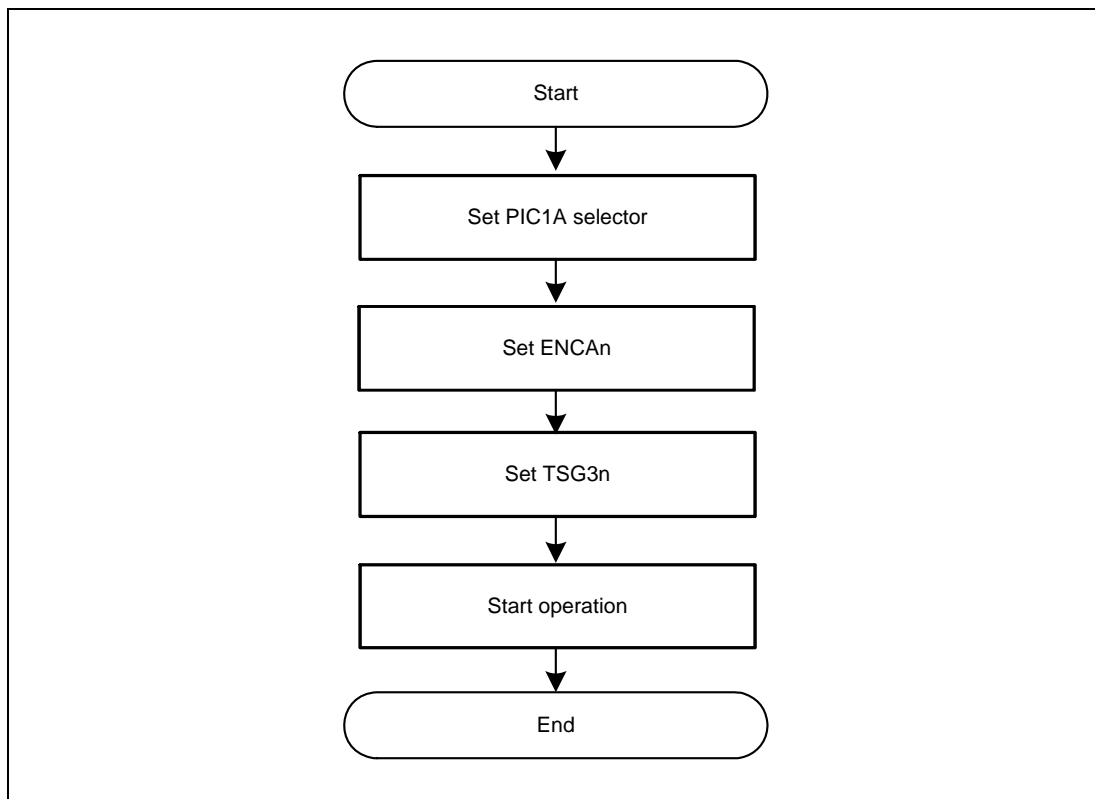 Start
Set PIC1A selector
Set ENCAn
Set TSG3n
Start operation
End